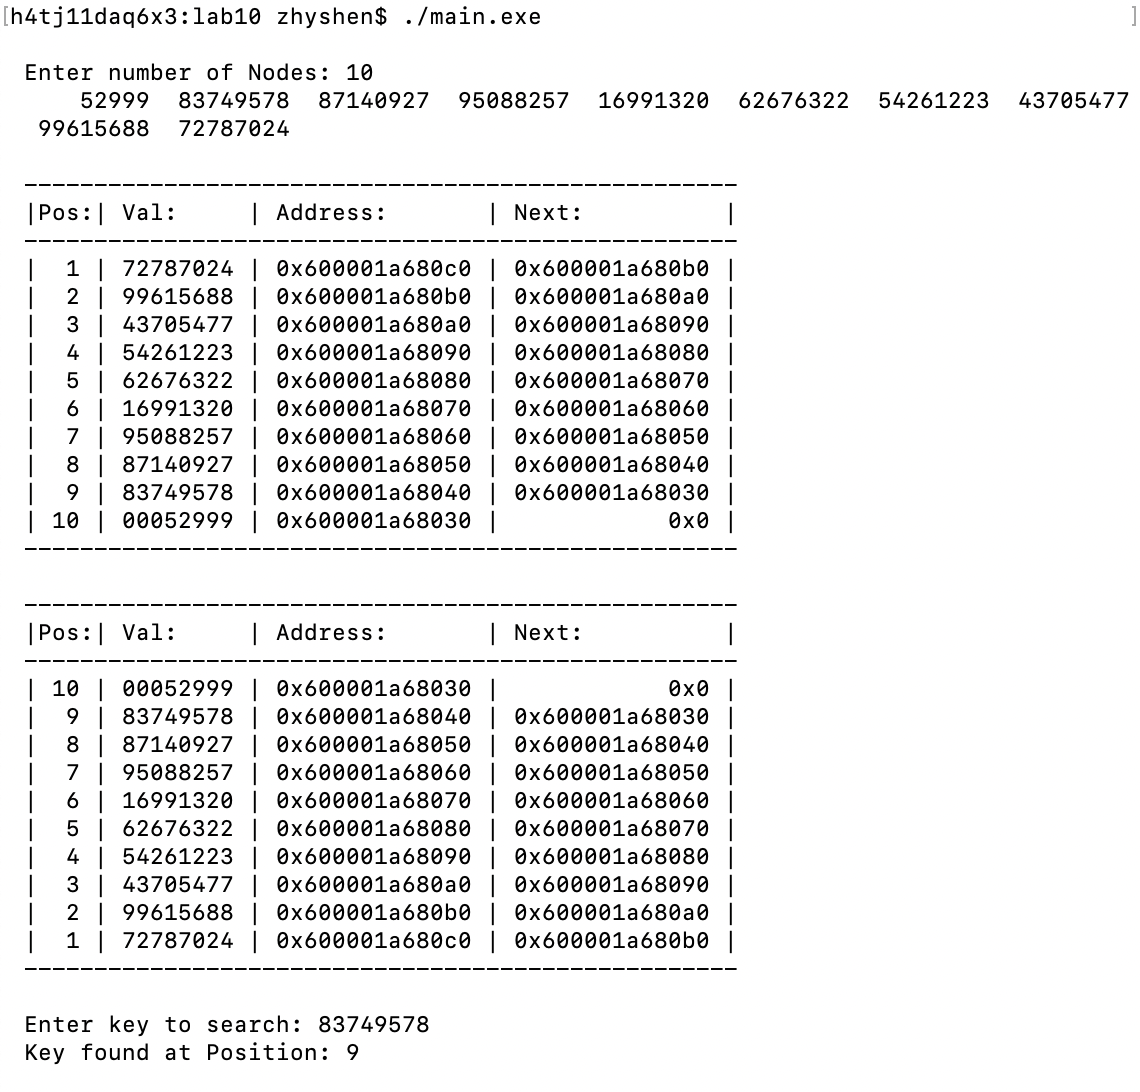 [h4tj11daq6x3:lab10 zhyshen$ ./main.exe ]
Enter number of Nodes: 10
    52999  83749578  87140927  95088257  16991320  62676322  54261223  43705477
 99615688  72787024
---------------------------------------------------
|Pos:| Val:     | Address:       | Next:          |
---------------------------------------------------
|  1 | 72787024 | 0x600001a680c0 | 0x600001a680b0 |
|  2 | 99615688 | 0x600001a680b0 | 0x600001a680a0 |
|  3 | 43705477 | 0x600001a680a0 | 0x600001a68090 |
|  4 | 54261223 | 0x600001a68090 | 0x600001a68080 |
|  5 | 62676322 | 0x600001a68080 | 0x600001a68070 |
|  6 | 16991320 | 0x600001a68070 | 0x600001a68060 |
|  7 | 95088257 | 0x600001a68060 | 0x600001a68050 |
|  8 | 87140927 | 0x600001a68050 | 0x600001a68040 |
|  9 | 83749578 | 0x600001a68040 | 0x600001a68030 |
| 10 | 00052999 | 0x600001a68030 |            0x0 |
---------------------------------------------------
---------------------------------------------------
|Pos:| Val:     | Address:       | Next:          |
---------------------------------------------------
| 10 | 00052999 | 0x600001a68030 |            0x0 |
|  9 | 83749578 | 0x600001a68040 | 0x600001a68030 |
|  8 | 87140927 | 0x600001a68050 | 0x600001a68040 |
|  7 | 95088257 | 0x600001a68060 | 0x600001a68050 |
|  6 | 16991320 | 0x600001a68070 | 0x600001a68060 |
|  5 | 62676322 | 0x600001a68080 | 0x600001a68070 |
|  4 | 54261223 | 0x600001a68090 | 0x600001a68080 |
|  3 | 43705477 | 0x600001a680a0 | 0x600001a68090 |
|  2 | 99615688 | 0x600001a680b0 | 0x600001a680a0 |
|  1 | 72787024 | 0x600001a680c0 | 0x600001a680b0 |
---------------------------------------------------
Enter key to search: 83749578
Key found at Position: 9